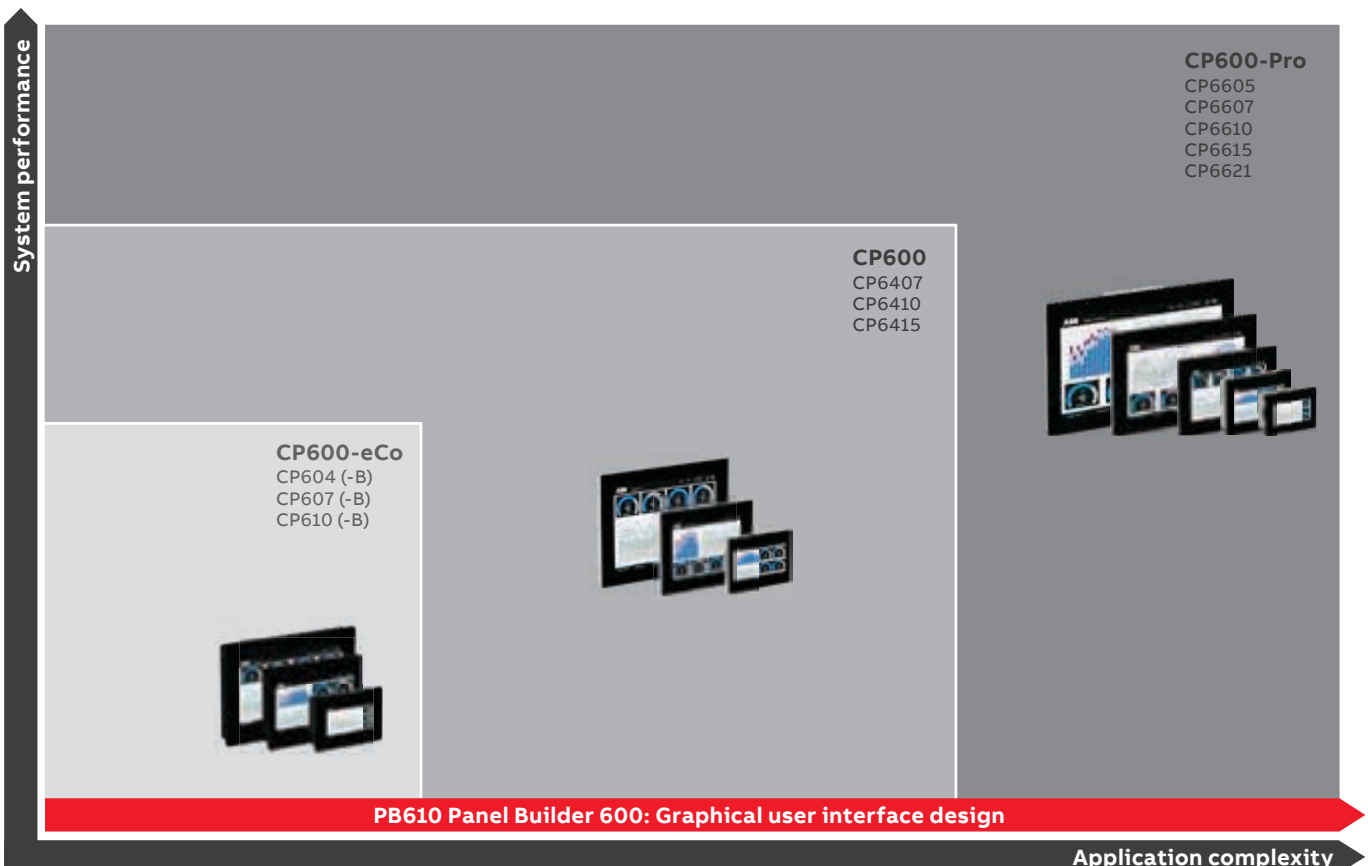 System performance
CP600-Pro
CP6605
CP6607
CP6610
CP6615
CP6621
CP600
CP6407
CP6410
CP6415
CP600-eCo
CP604 (-B)
CP607 (-B)
CP610 (-B)
PB610 Panel Builder 600: Graphical user interface design
Application complexity